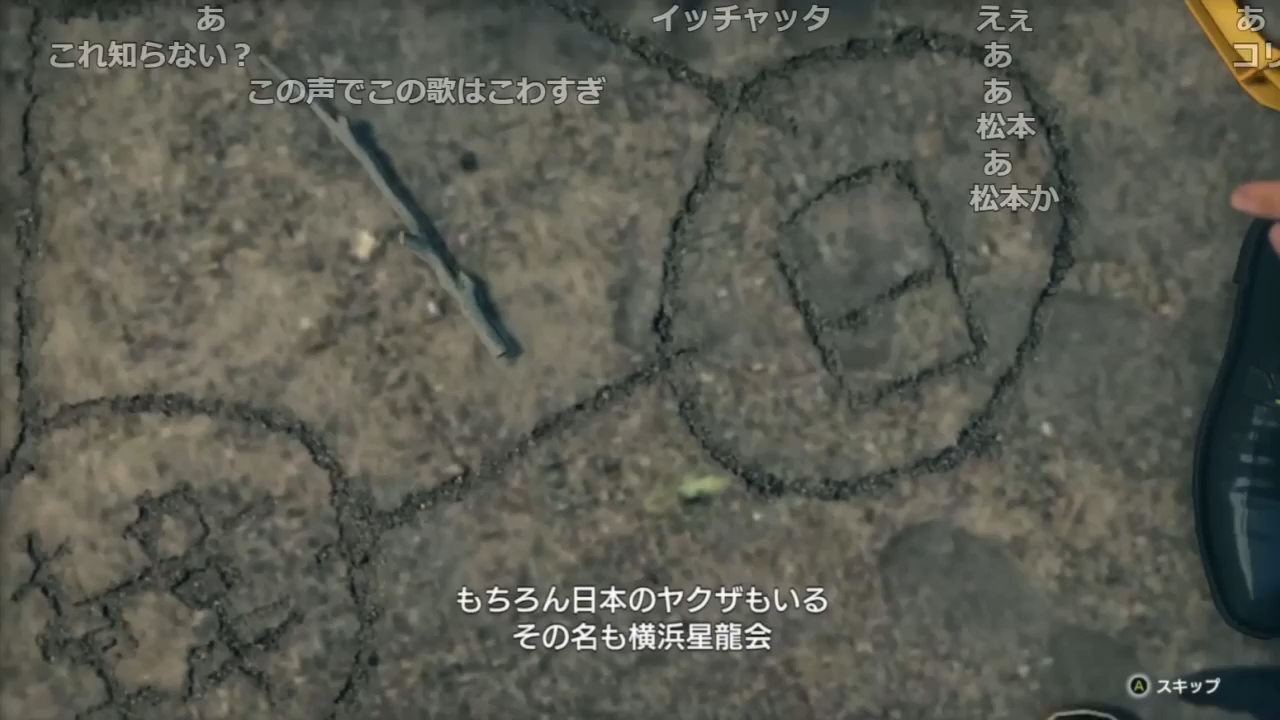 あ
イッチャッタ
えぇ
あ
これ知らない？
あ
コリ
この声でこの歌はこわすぎ
あ
松本
あ
松本か
日
もちろん日本のヤクザもいる
その名も横浜星龍会
A スキップ